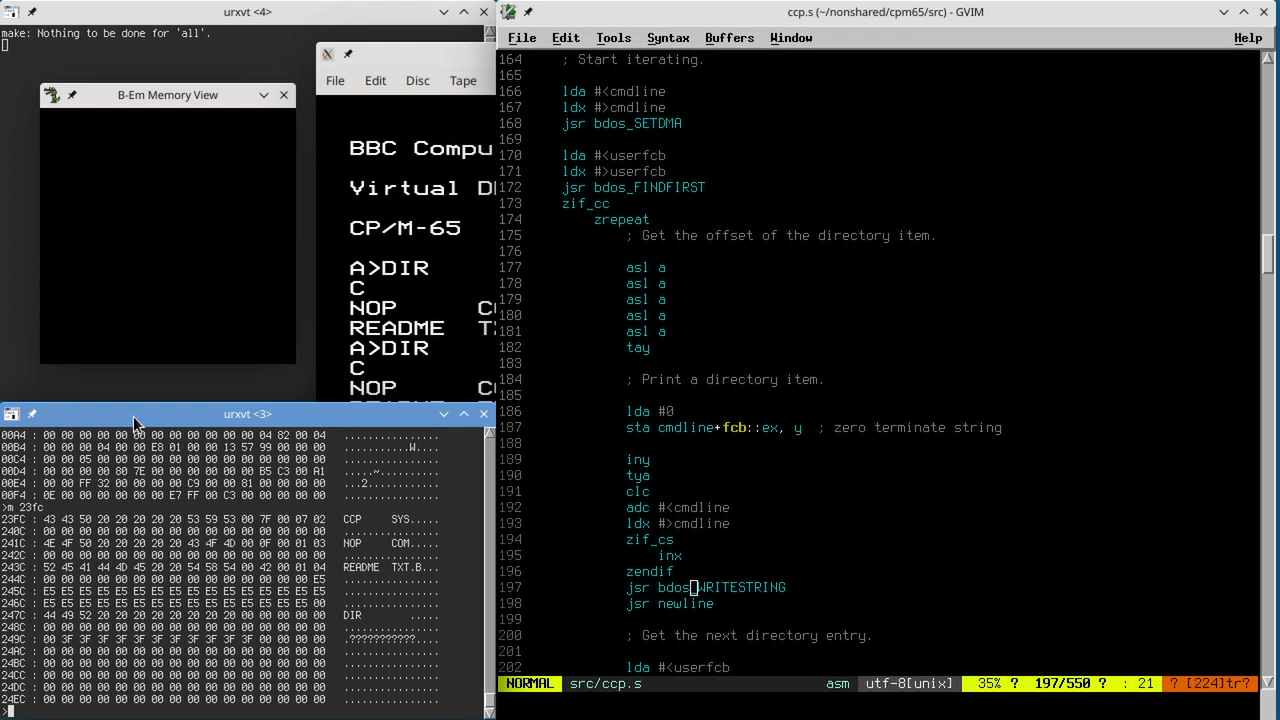 urxvt <4>
make: Nothing to be done for 'all'.
B-Em Memory View
File Edit Disc Tape
BBC Compu
Virtual D
CP/M-65
A>DIR
C
NOP C
README T
A>DIR
C
NOP C
urxvt <3>
00A4 : 00 00 00 00 00 00 00 00 00 00 00 00 04 82 00 04 ................
00B4 : 00 00 00 04 00 00 E8 01 00 00 13 57 99 00 00 00 ...........W....
00C4 : 00 00 05 00 00 00 00 00 00 00 00 00 00 00 00 00 ................
00D4 : 00 00 00 00 80 7E 00 00 00 00 00 00 B5 C3 00 A1 .....~..........
00E4 : 00 00 FF 32 00 00 00 00 C9 00 00 81 00 00 00 00 ...2............
00F4 : 0E 00 00 00 00 00 00 E7 FF 00 C3 00 00 00 00 00 ................
>m 23fc
23FC : 43 43 50 20 20 20 20 20 53 59 53 00 7F 00 07 02 CCP     SYS.....
240C : 00 00 00 00 00 00 00 00 00 00 00 00 00 00 00 00 ................
241C : 4E 4F 50 20 20 20 20 20 43 4F 4D 00 0F 00 01 03 NOP     COM.....
242C : 00 00 00 00 00 00 00 00 00 00 00 00 00 00 00 00 ................
243C : 52 45 41 44 4D 45 20 20 54 58 54 00 42 00 01 04 README  TXT.B...
244C : 00 00 00 00 00 00 00 00 00 00 00 00 00 00 00 E5 ................
245C : E5 E5 E5 E5 E5 E5 E5 E5 E5 E5 E5 E5 E5 E5 E5 E5 ................
246C : E5 E5 E5 E5 E5 E5 E5 E5 E5 E5 E5 E5 E5 E5 E5 00 ................
247C : 44 49 52 20 20 20 20 20 20 20 20 00 00 00 00 00 DIR        .....
248C : 00 00 00 00 00 00 00 00 00 00 00 00 00 00 00 00 ................
249C : 00 3F 3F 3F 3F 3F 3F 3F 3F 3F 3F 3F 00 00 00 00 .???????????....
24AC : 00 00 00 00 00 00 00 00 00 00 00 00 00 00 00 00 ................
24BC : 00 00 00 00 00 00 00 00 00 00 00 00 00 00 00 00 ................
24CC : 00 00 00 00 00 00 00 00 00 00 00 00 00 00 00 00 ................
24DC : 00 00 00 00 00 00 00 00 00 00 00 00 00 00 00 00 ................
24EC : 00 00 00 00 00 00 00 00 00 00 00 00 00 00 00 00 ................
>
ccp.s (~/nonshared/cpm65/src) - GVIM
File Edit Tools Syntax Buffers Window Help
164 ; Start iterating.
165
166 lda #<cmdline
167 ldx #>cmdline
168 jsr bdos_SETDMA
169
170 lda #<userfcb
171 ldx #>userfcb
172 jsr bdos_FINDFIRST
173 zif_cc
174 zrepeat
175 ; Get the offset of the directory item.
176
177 asl a
178 asl a
179 asl a
180 asl a
181 asl a
182 tay
183
184 ; Print a directory item.
185
186 lda #0
187 sta cmdline+fcb::ex, y ; zero terminate string
188
189 iny
190 tya
191 clc
192 adc #<cmdline
193 ldx #>cmdline
194 zif_cs
195 inx
196 zendif
197 jsr bdos_WRITESTRING
198 jsr newline
199
200 ; Get the next directory entry.
201
202 lda #<userfcb
NORMAL src/ccp.s asm utf-8[unix] 35% ? 197/550 ? : 21 ? [224]tr?